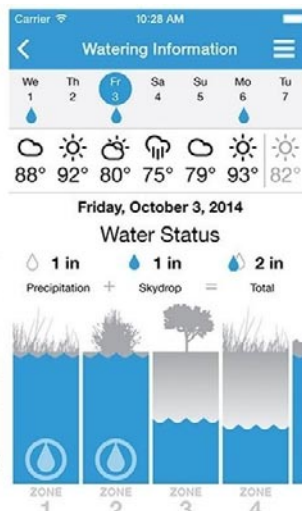 Carrier 10:28 AM
Watering Information
We Th Fr Sa Su Mo Tu
1 2 3 4 5 6 7
88° 92° 80° 75° 79° 93° 82°
Friday, October 3, 2014
Water Status
1 in 1 in 2 in
Precipitation + Skydrop = Total
ZONE ZONE ZONE ZONE
1 2 3 4